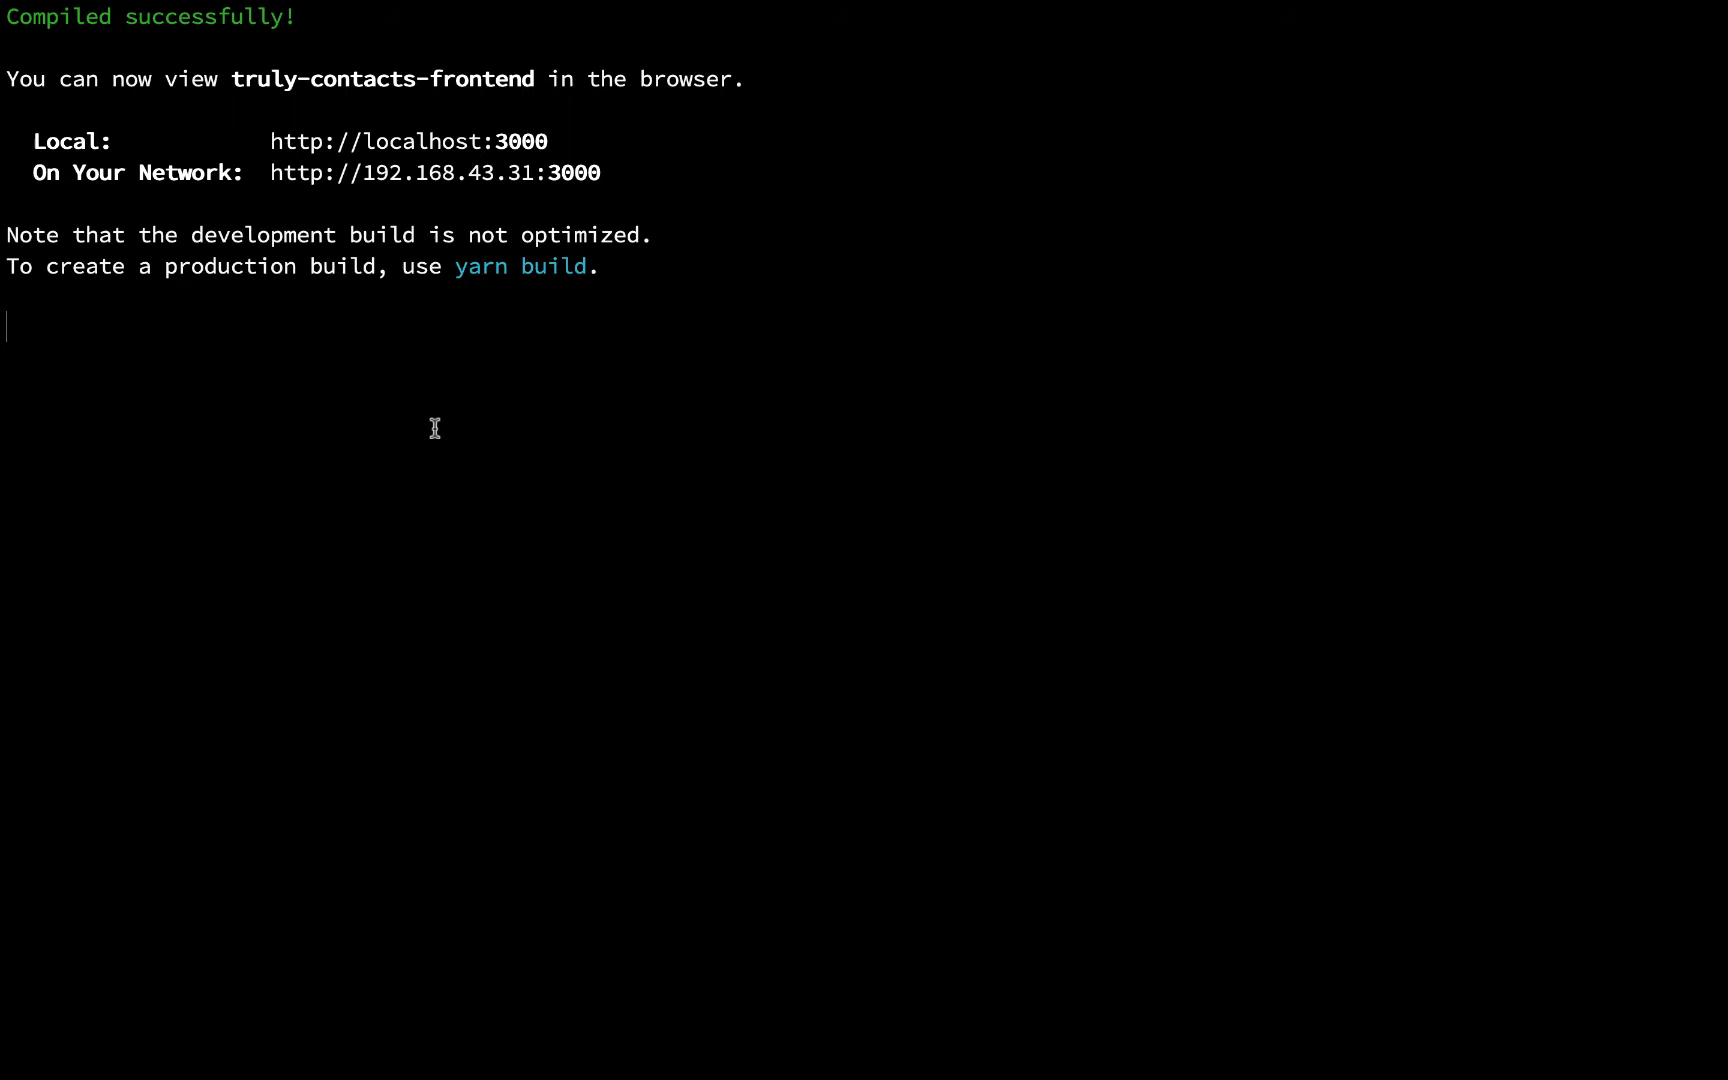 Compiled successfully!
You can now view truly-contacts-frontend in the browser.
Local: http://localhost:3000
On Your Network: http://192.168.43.31:3000
Note that the development build is not optimized.
To create a production build, use yarn build.